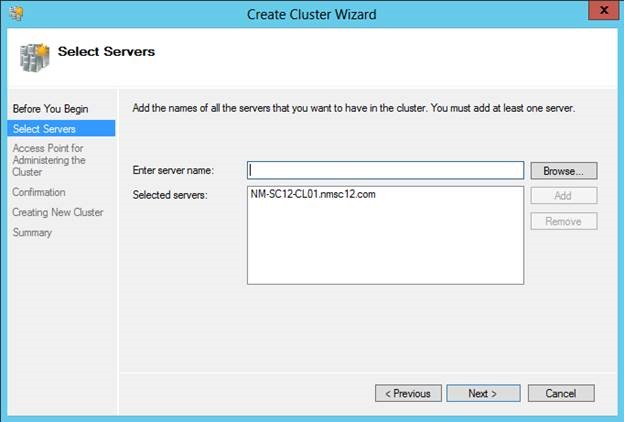 Create Cluster Wizard
x
Select Servers
Before You Begin
Select Servers
Access Point for
Administering the
Cluster
Confirmation
Creating New Cluster
Summary
Add the names of all the servers that you want to have in the cluster. You must add at least one server.
Enter server name:
Browse...
Selected servers:
NM-SC12-CL01.nmsc12.com
Add
Remove
< Previous
Next >
Cancel